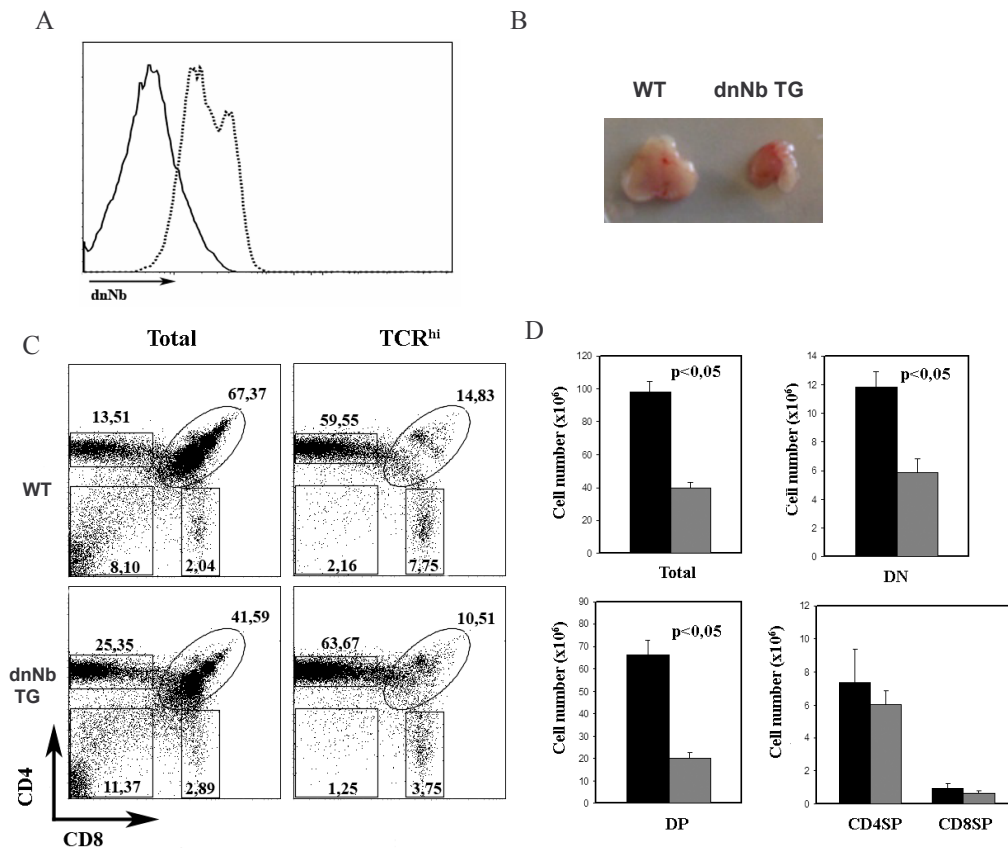 A
dnNb
B
WT dnNb TG
C
Total TCRhi
WT
13,51
67,37
8,10
2,04
59,55
14,83
2,16
7,75
dnNb
TG
25,35
41,59
11,37
2,89
63,67
10,51
1,25
3,75
CD4
CD8
D
Cell number (x10⁶)
120
100
80
60
40
20
0
p<0,05
Total
Cell number (x10⁶)
14
12
10
8
6
4
2
0
p<0,05
DN
Cell number (x10⁶)
90
80
70
60
50
40
30
20
10
0
p<0,05
DP
Cell number (x10⁶)
12
10
8
6
4
2
0
CD4SP CD8SP